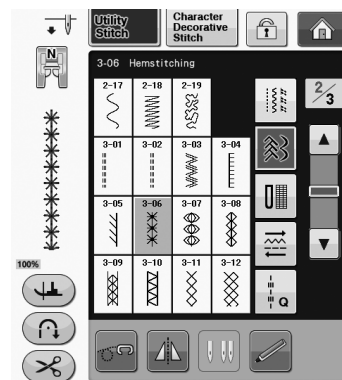 Utility
Stitch
Character
Decorative
Stitch
N
3-06 Hemstitching
2-17 2-18 2-19
2/3
3-01 3-02 3-03 3-04
3-05 3-06 3-07 3-08
3-09 3-10 3-11 3-12
100%
Q